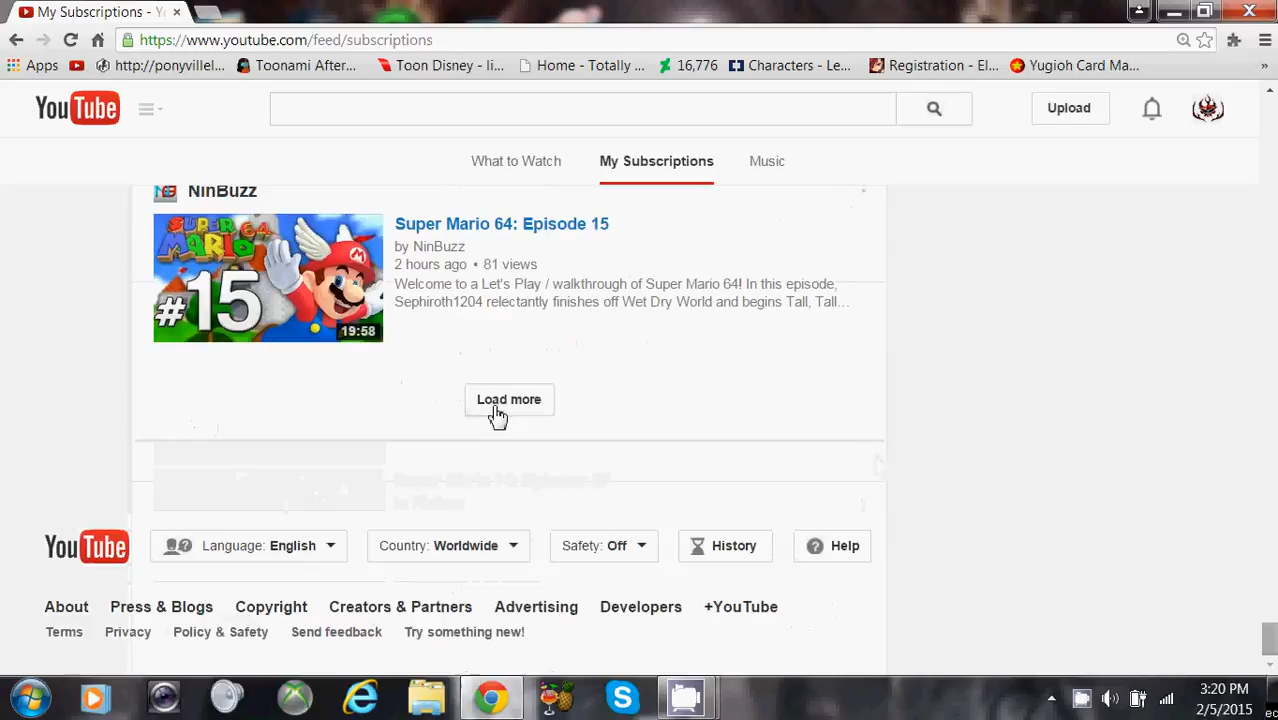 My Subscriptions - Y
https://www.youtube.com/feed/subscriptions
Apps
http://ponyvillel...
Toonami After...
Toon Disney - li...
Home - Totally ...
16,776
Characters - Le...
Registration - El...
Yugioh Card Ma...
»
YouTube
Upload
What to Watch
My Subscriptions
Music
NinBuzz
SUPER MARIO 64
#15
19:58
Super Mario 64: Episode 15
by NinBuzz
2 hours ago • 81 views
Welcome to a Let's Play / walkthrough of Super Mario 64! In this episode,
Sephiroth1204 relectantly finishes off Wet Dry World and begins Tall, Tall...
Load more
YouTube
Language: English
Country: Worldwide
Safety: Off
History
Help
About Press & Blogs Copyright Creators & Partners Advertising Developers +YouTube
Terms Privacy Policy & Safety Send feedback Try something new!
3:20 PM
2/5/2015